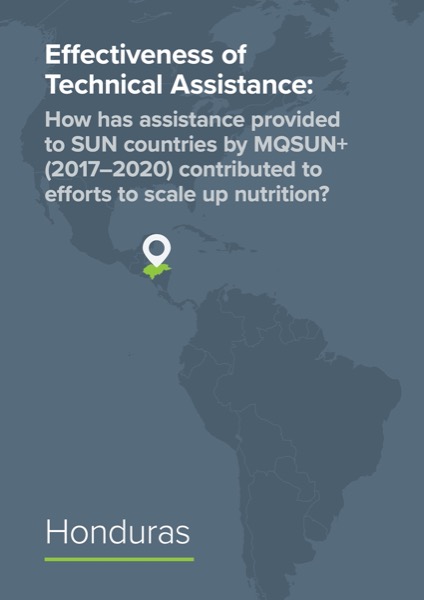 Effectiveness of
Technical Assistance:
How has assistance provided
to SUN countries by MQSUN+
(2017–2020) contributed to
efforts to scale up nutrition?
Honduras